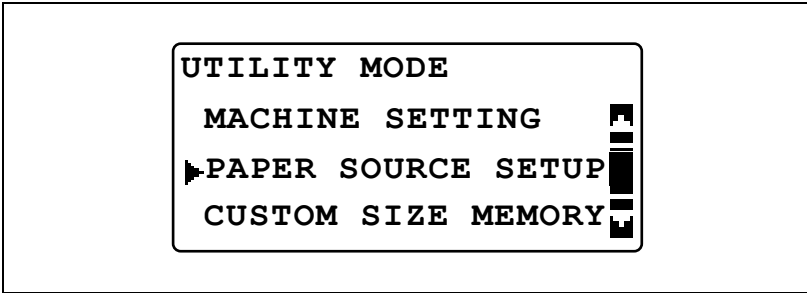 UTILITY MODE
MACHINE SETTING
PAPER SOURCE SETUP
CUSTOM SIZE MEMORY